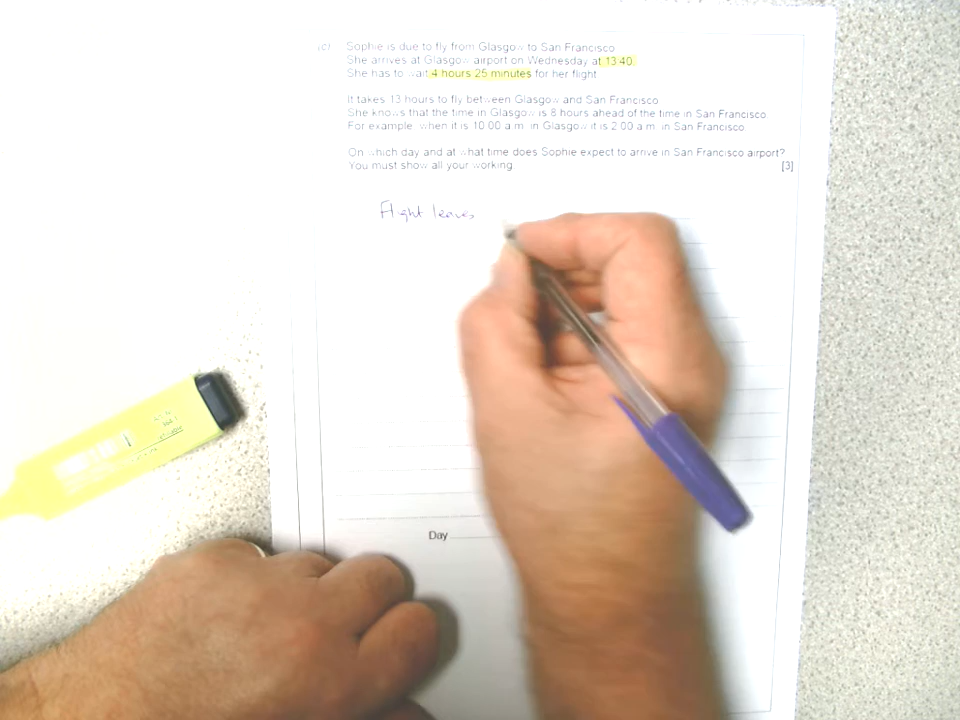 (c) Sophie is due to fly from Glasgow to San Francisco
She arrives at Glasgow airport on Wednesday at 13 40
She has to wait 4 hours 25 minutes for her flight
It takes 13 hours to fly between Glasgow and San Francisco
She knows that the time in Glasgow is 8 hours ahead of the time in San Francisco.
For example when it is 10 00 a.m. in Glasgow it is 2 00 a.m. in San Francisco
On which day and at what time does Sophie expect to arrive in San Francisco airport?
You must show all your working [3]
Flight leaves
Day